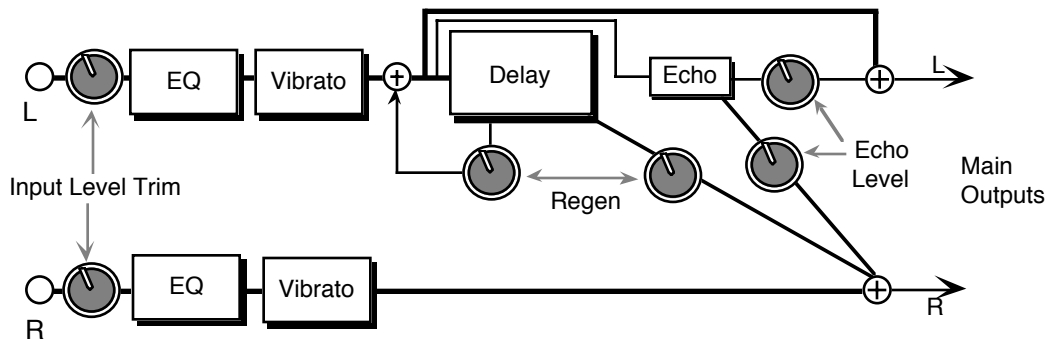 EQ
Vibrato
+
Delay
Echo
+
L
L
Echo
Level
Main
Outputs
Input Level Trim
Regen
EQ
Vibrato
+
R
R